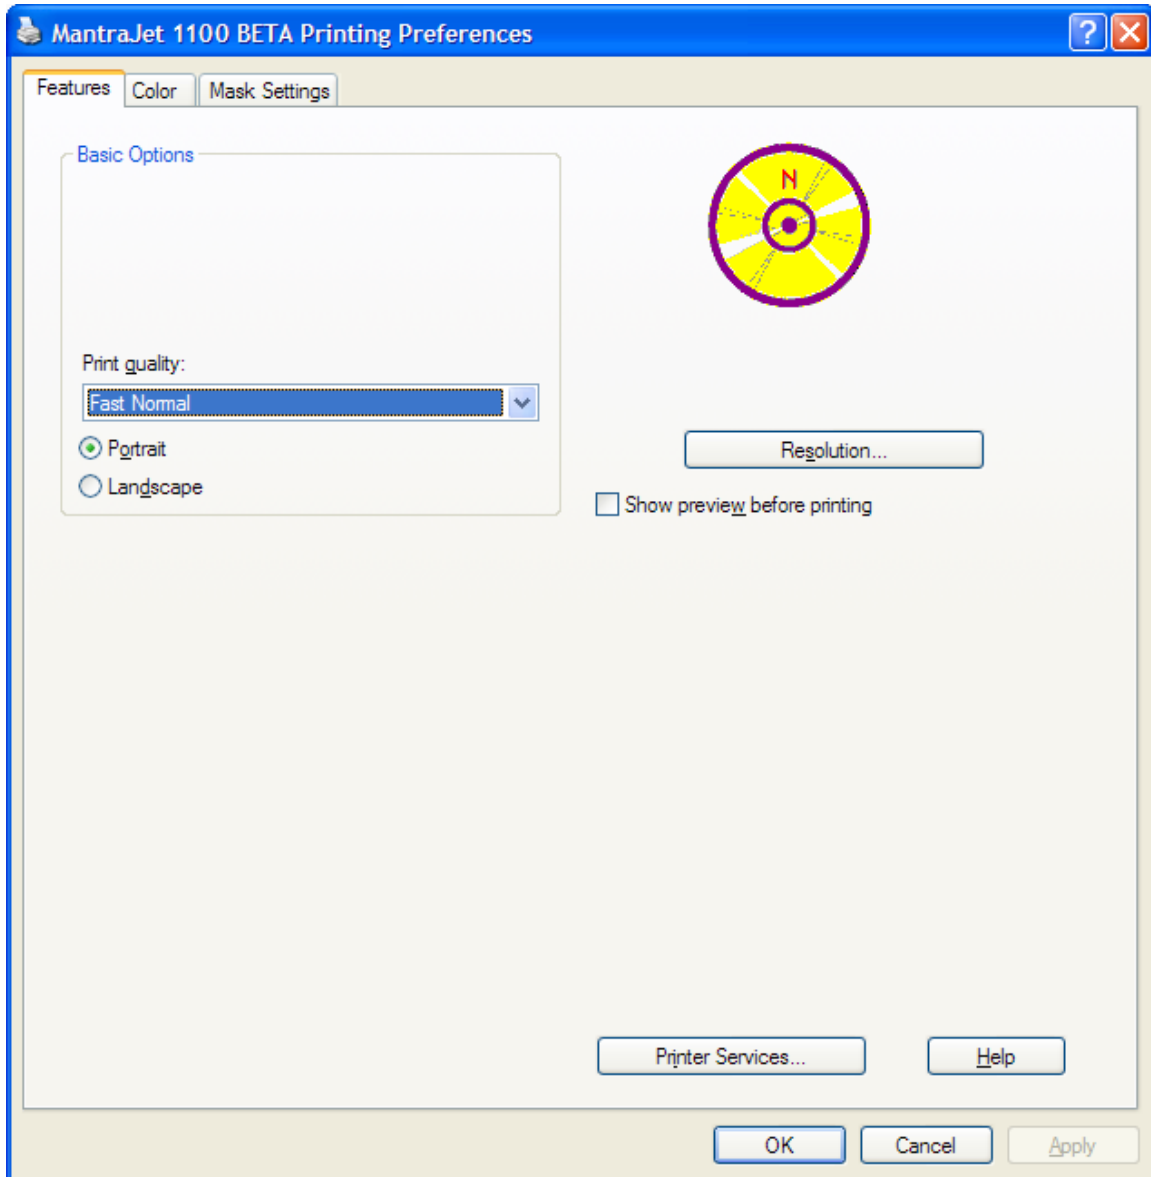 MantraJet 1100 BETA Printing Preferences
?
Features Color Mask Settings
Basic Options
N
Print quality:
Fast Normal
Portrait
Resolution...
Landscape
Show preview before printing
Printer Services... Help
OK Cancel Apply